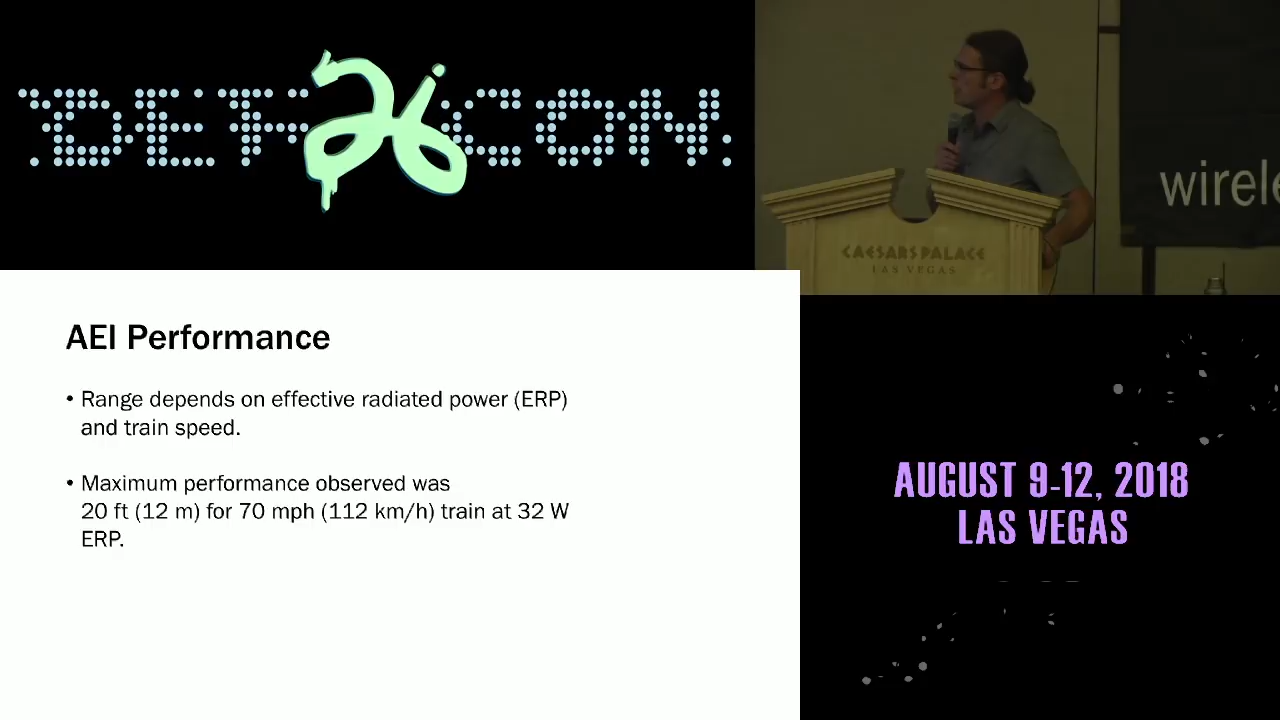 DEF CON
26
wirele
CAESARS PALACE
LAS VEGAS
AEI Performance
• Range depends on effective radiated power (ERP)
and train speed.
• Maximum performance observed was
20 ft (12 m) for 70 mph (112 km/h) train at 32 W
ERP.
AUGUST 9-12, 2018
LAS VEGAS